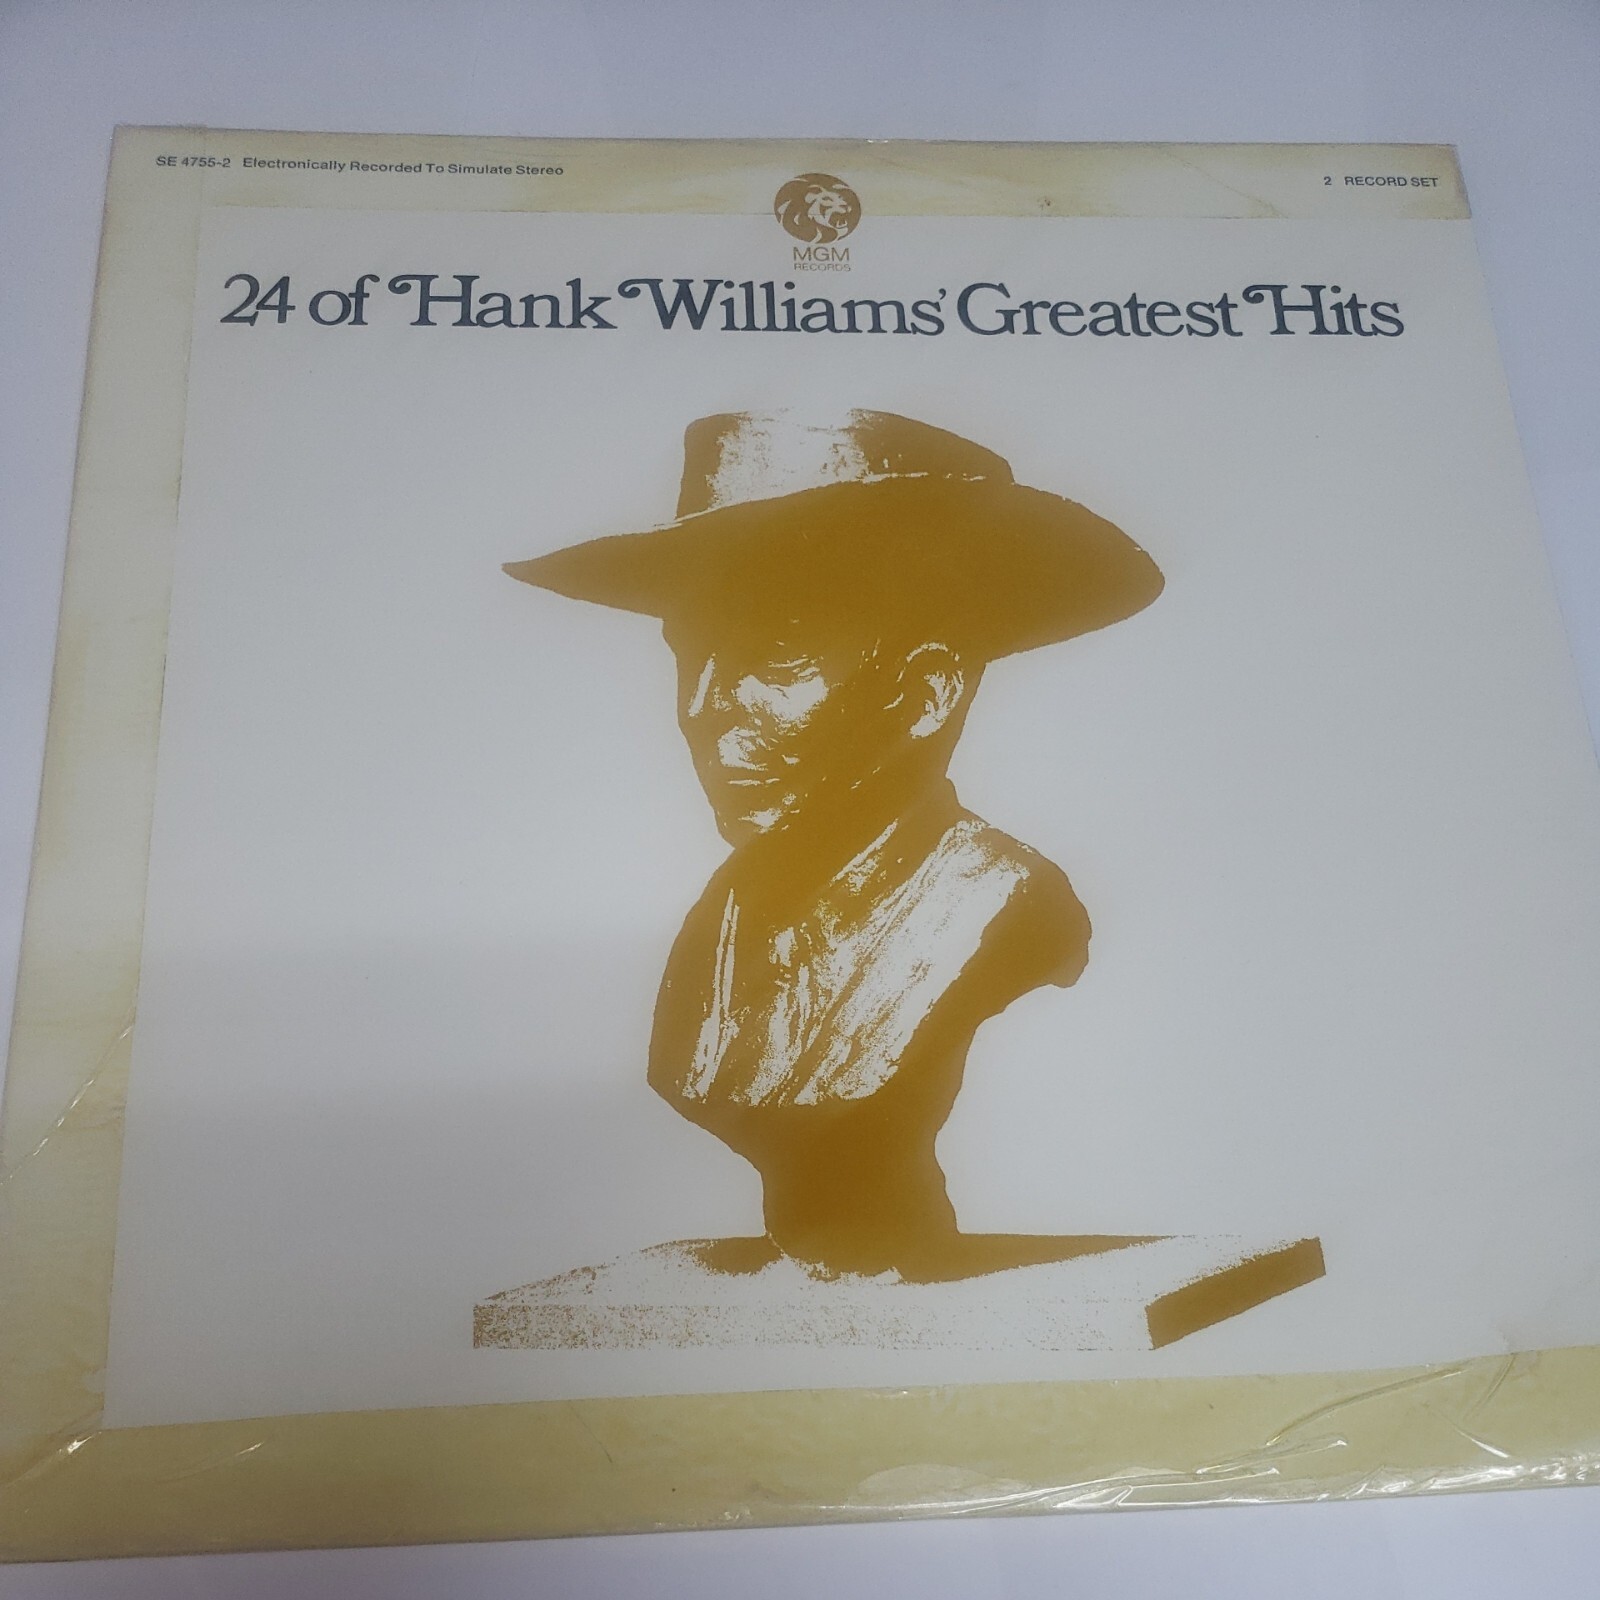 SE 4755-2 Electronically Recorded To Simulate Stereo
2 RECORD SET
MGM
RECORDS
24 of Hank Williams' Greatest Hits